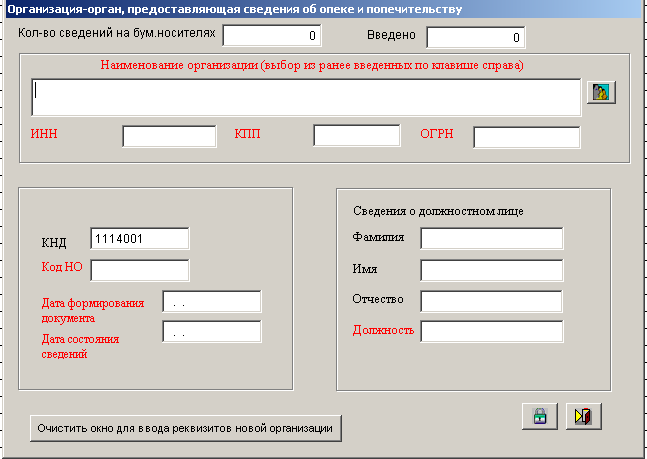 Организация-орган, предоставляющая сведения об опеке и попечительству
Кол-во сведений на бум.носителях 0 Введено 0
Наименование организации (выбор из ранее введенных по клавише справа)
ИНН КПП ОГРН
КНД 1114001
Код НО
Дата формирования
документа . .
Дата состояния
сведений . .
Сведения о должностном лице
Фамилия
Имя
Отчество
Должность
Очистить окно для ввода реквизитов новой организации